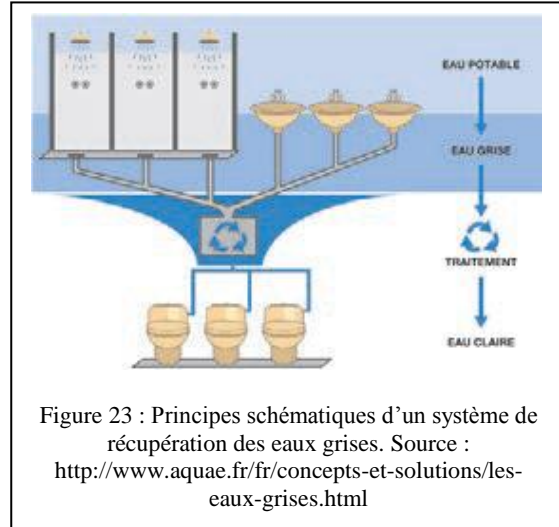 EAU POTABLE
EAU GRISE
TRAITEMENT
EAU CLAIRE
Figure 23 : Principes schématiques d’un système de
récupération des eaux grises. Source :
http://www.aquae.fr/fr/concepts-et-solutions/les-
eaux-grises.html